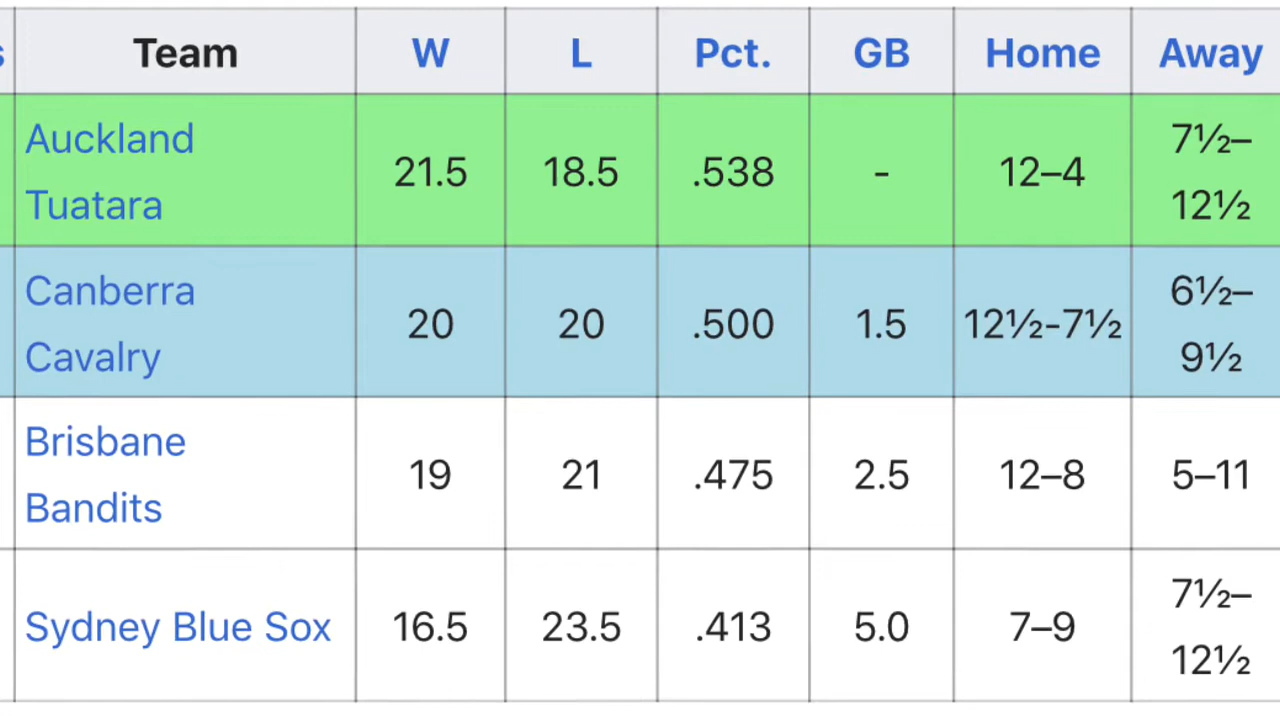 s Team W L Pct. GB Home Away
Auckland Tuatara 21.5 18.5 .538 - 12–4 7½–12½
Canberra Cavalry 20 20 .500 1.5 12½-7½ 6½–9½
Brisbane Bandits 19 21 .475 2.5 12–8 5–11
Sydney Blue Sox 16.5 23.5 .413 5.0 7–9 7½–12½